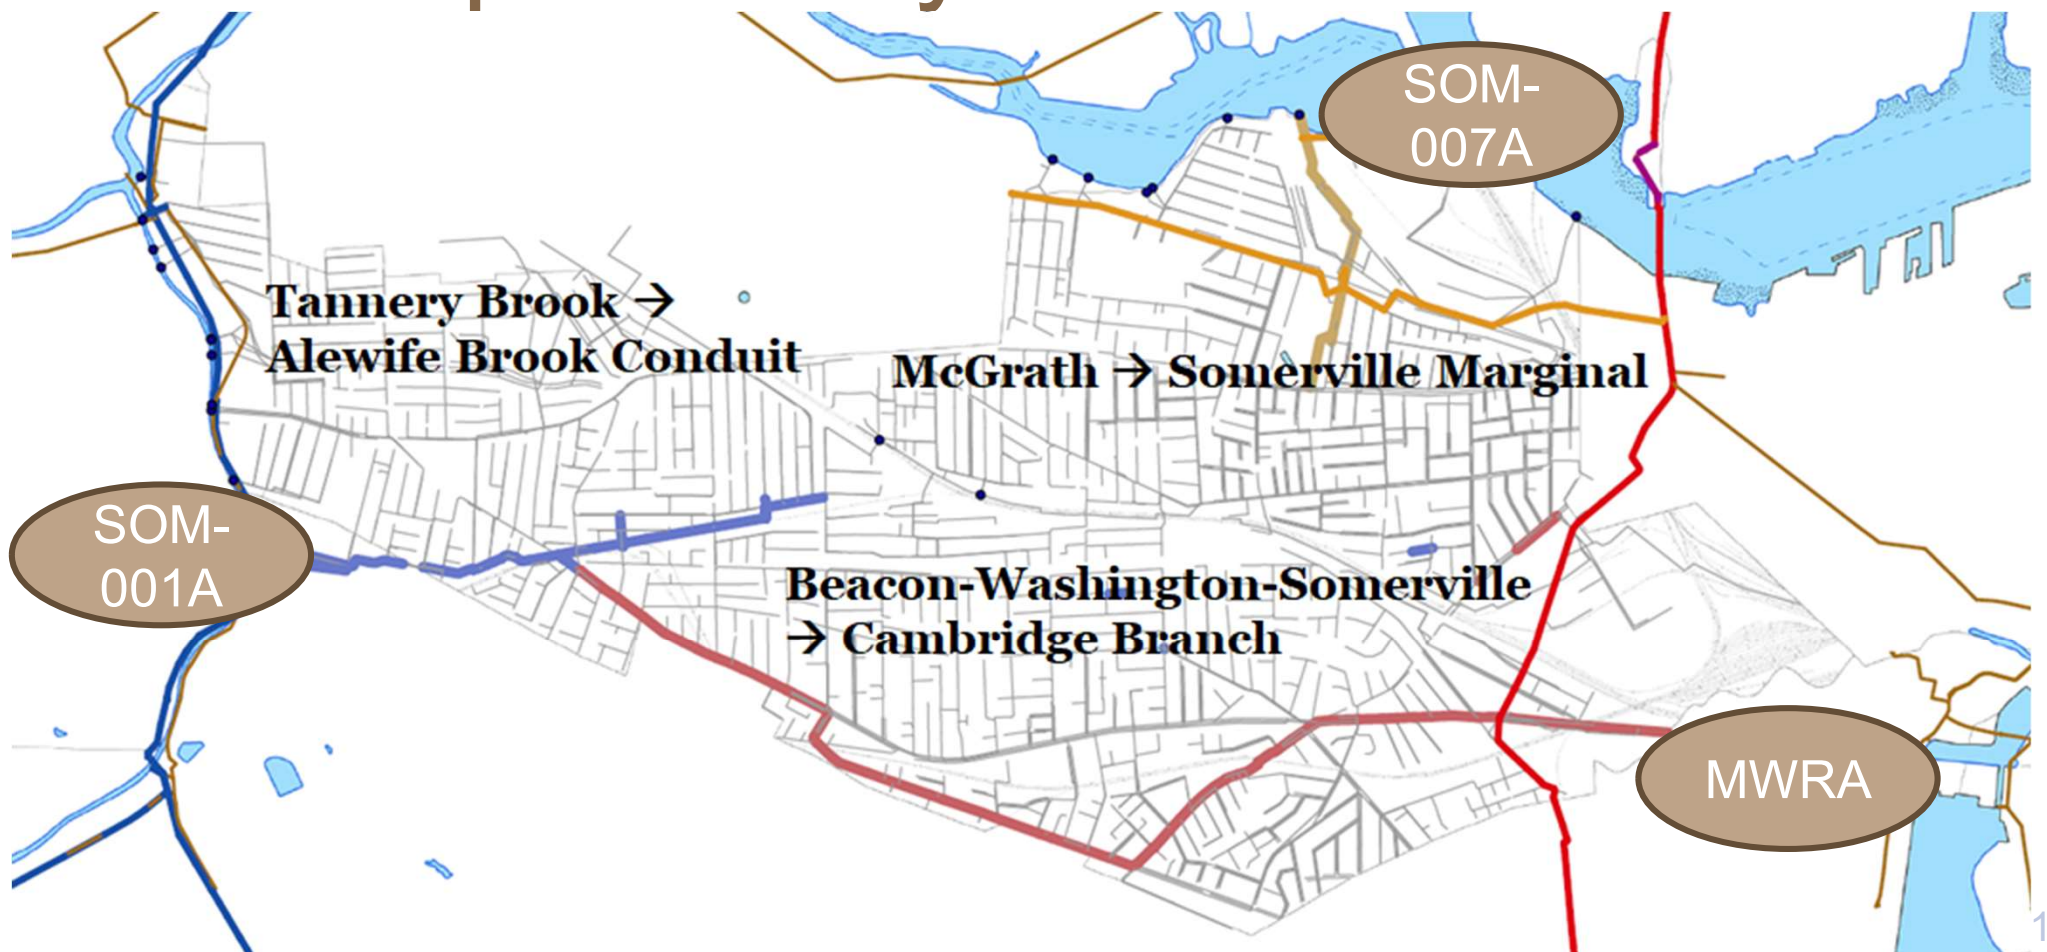 SOM-
007A
Tannery Brook →
Alewife Brook Conduit
McGrath → Somerville Marginal
SOM-
001A
Beacon-Washington-Somerville
→ Cambridge Branch
MWRA